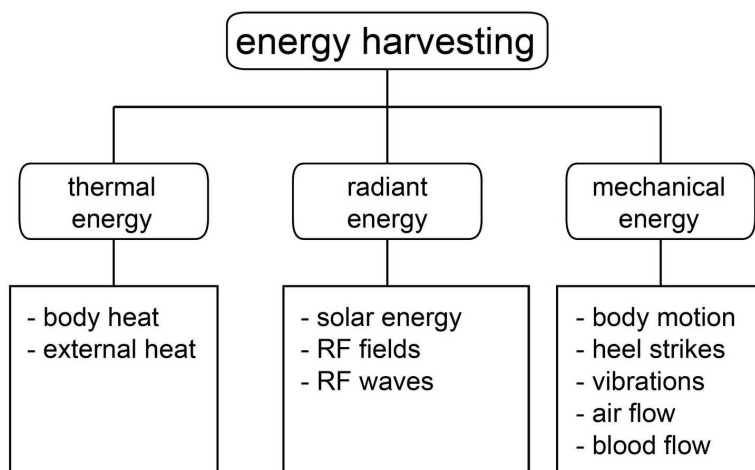 energy harvesting
thermal
energy
- body heat
- external heat
radiant
energy
- solar energy
- RF fields
- RF waves
mechanical
energy
- body motion
- heel strikes
- vibrations
- air flow
- blood flow